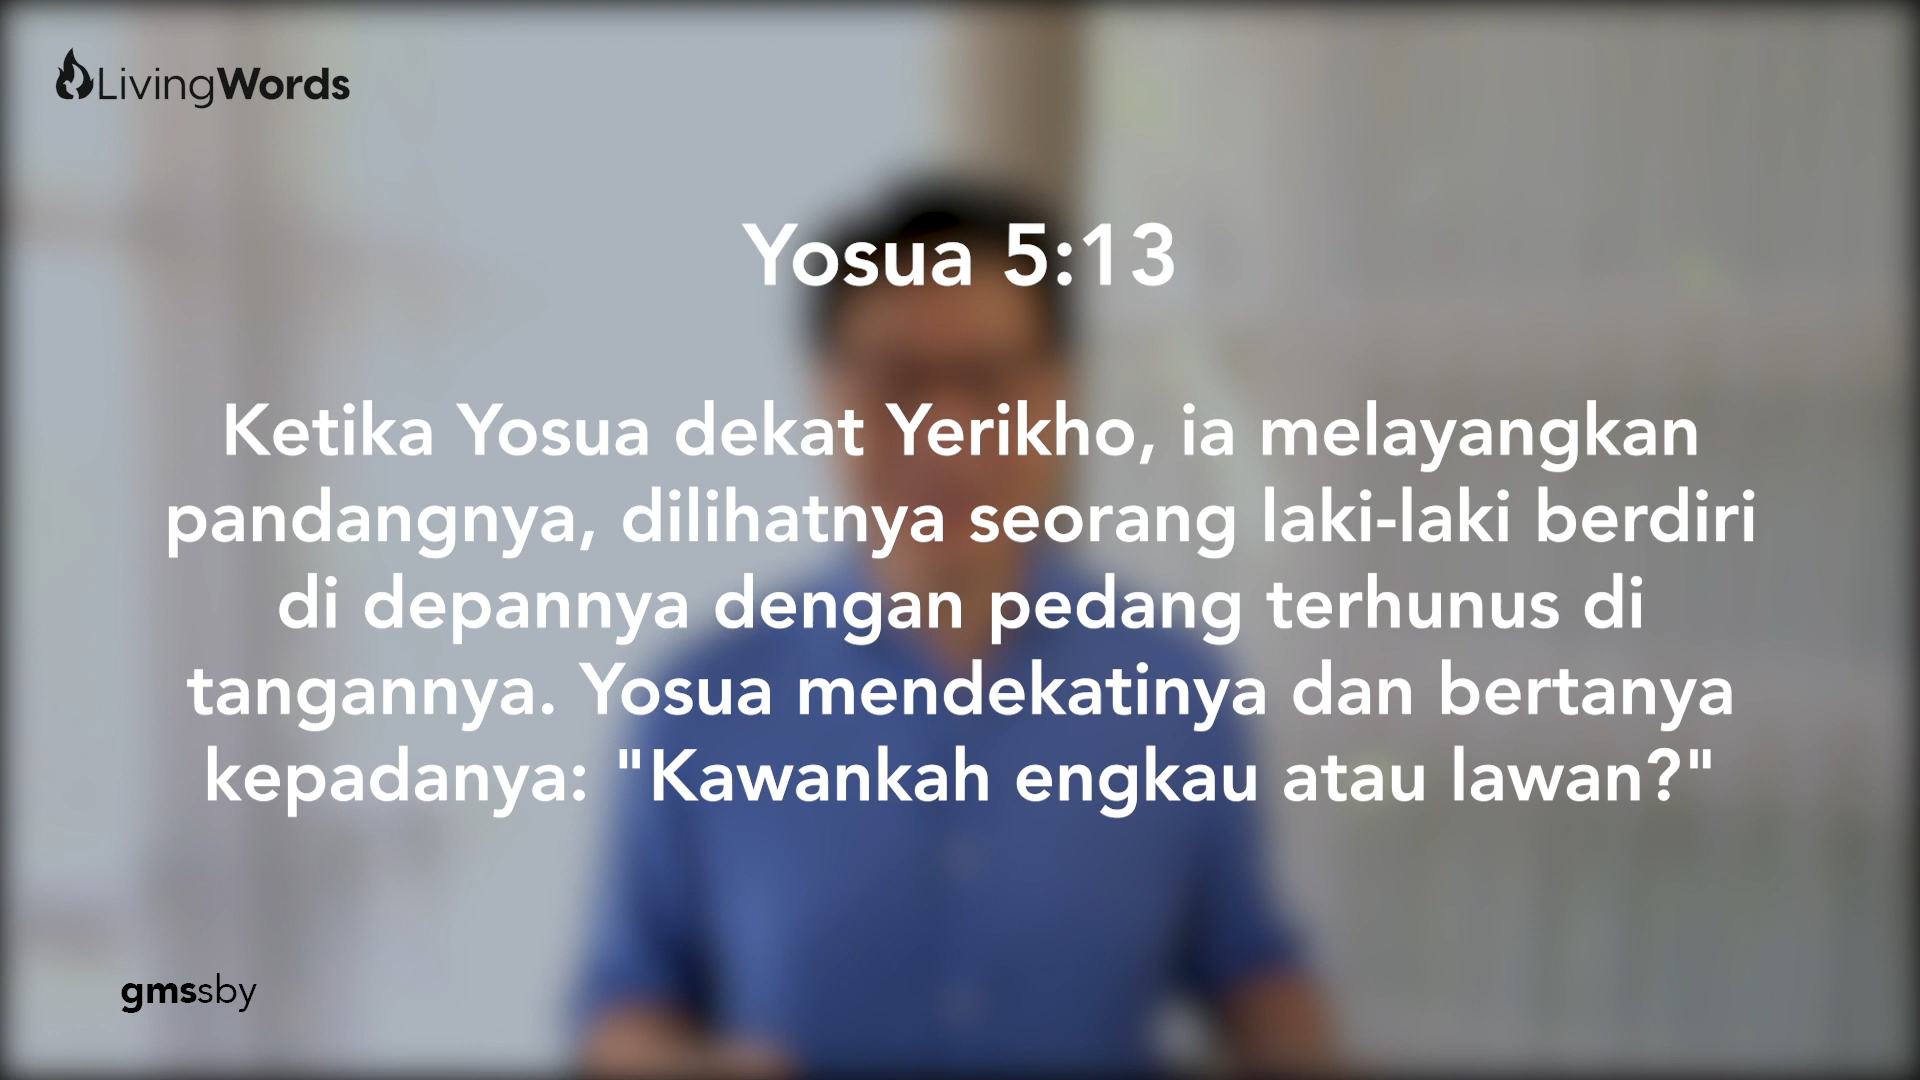 LivingWords
Yosua 5:13
Ketika Yosua dekat Yerikho, ia melayangkan
pandangnya, dilihatnya seorang laki-laki berdiri
di depannya dengan pedang terhunus di
tangannya. Yosua mendekatinya dan bertanya
kepadanya: "Kawankah engkau atau lawan?"
gmssby